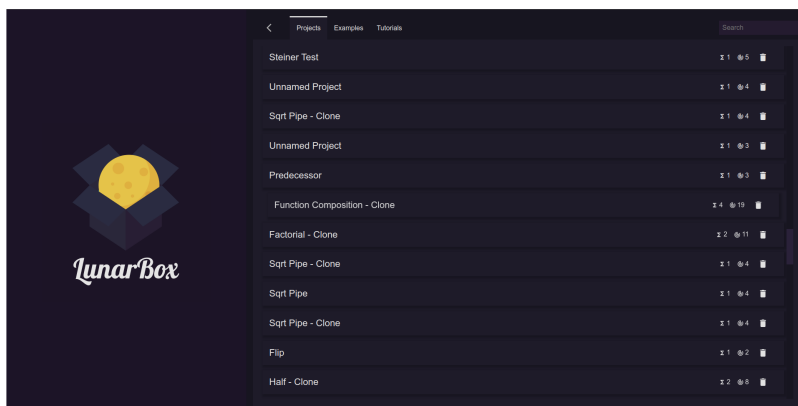 Projects Examples Tutorials Search
Steiner Test Σ 1 5
Unnamed Project Σ 1 4
Sqrt Pipe - Clone Σ 1 4
Unnamed Project Σ 1 3
Predecessor Σ 1 3
Function Composition - Clone Σ 4 19
Factorial - Clone Σ 2 11
Sqrt Pipe - Clone Σ 1 4
LunarBox
Sqrt Pipe Σ 1 4
Sqrt Pipe - Clone Σ 1 4
Flip Σ 1 2
Half - Clone Σ 2 8